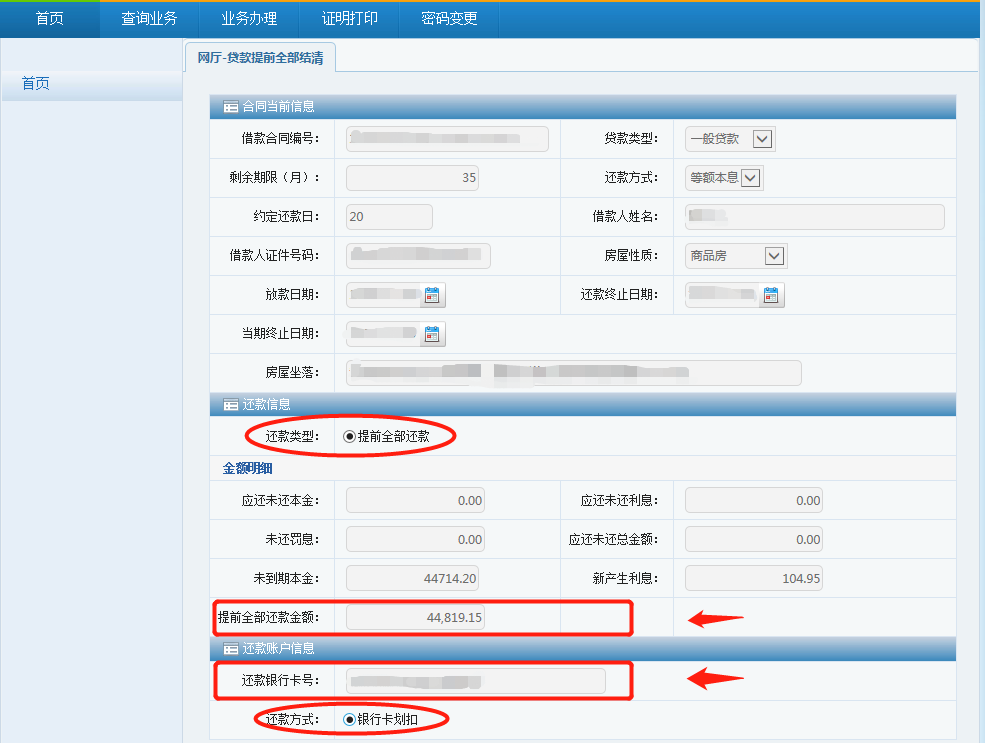 首页 查询业务 业务办理 证明打印 密码变更
网厅-贷款提前全部结清
首页
合同当前信息
借款合同编号： 贷款类型： 一般贷款
剩余期限（月）： 35 还款方式： 等额本息
约定还款日： 20 借款人姓名：
借款人证件号码： 房屋性质： 商品房
放款日期： 还款终止日期：
当期终止日期：
房屋坐落：
还款信息
还款类型： 提前全部还款
金额明细
应还未还本金： 0.00 应还未还利息： 0.00
未还罚息： 0.00 应还未还总金额： 0.00
未到期本金： 44714.20 新产生利息： 104.95
提前全部还款金额： 44,819.15
还款账户信息
还款银行卡号：
还款方式： 银行卡划扣